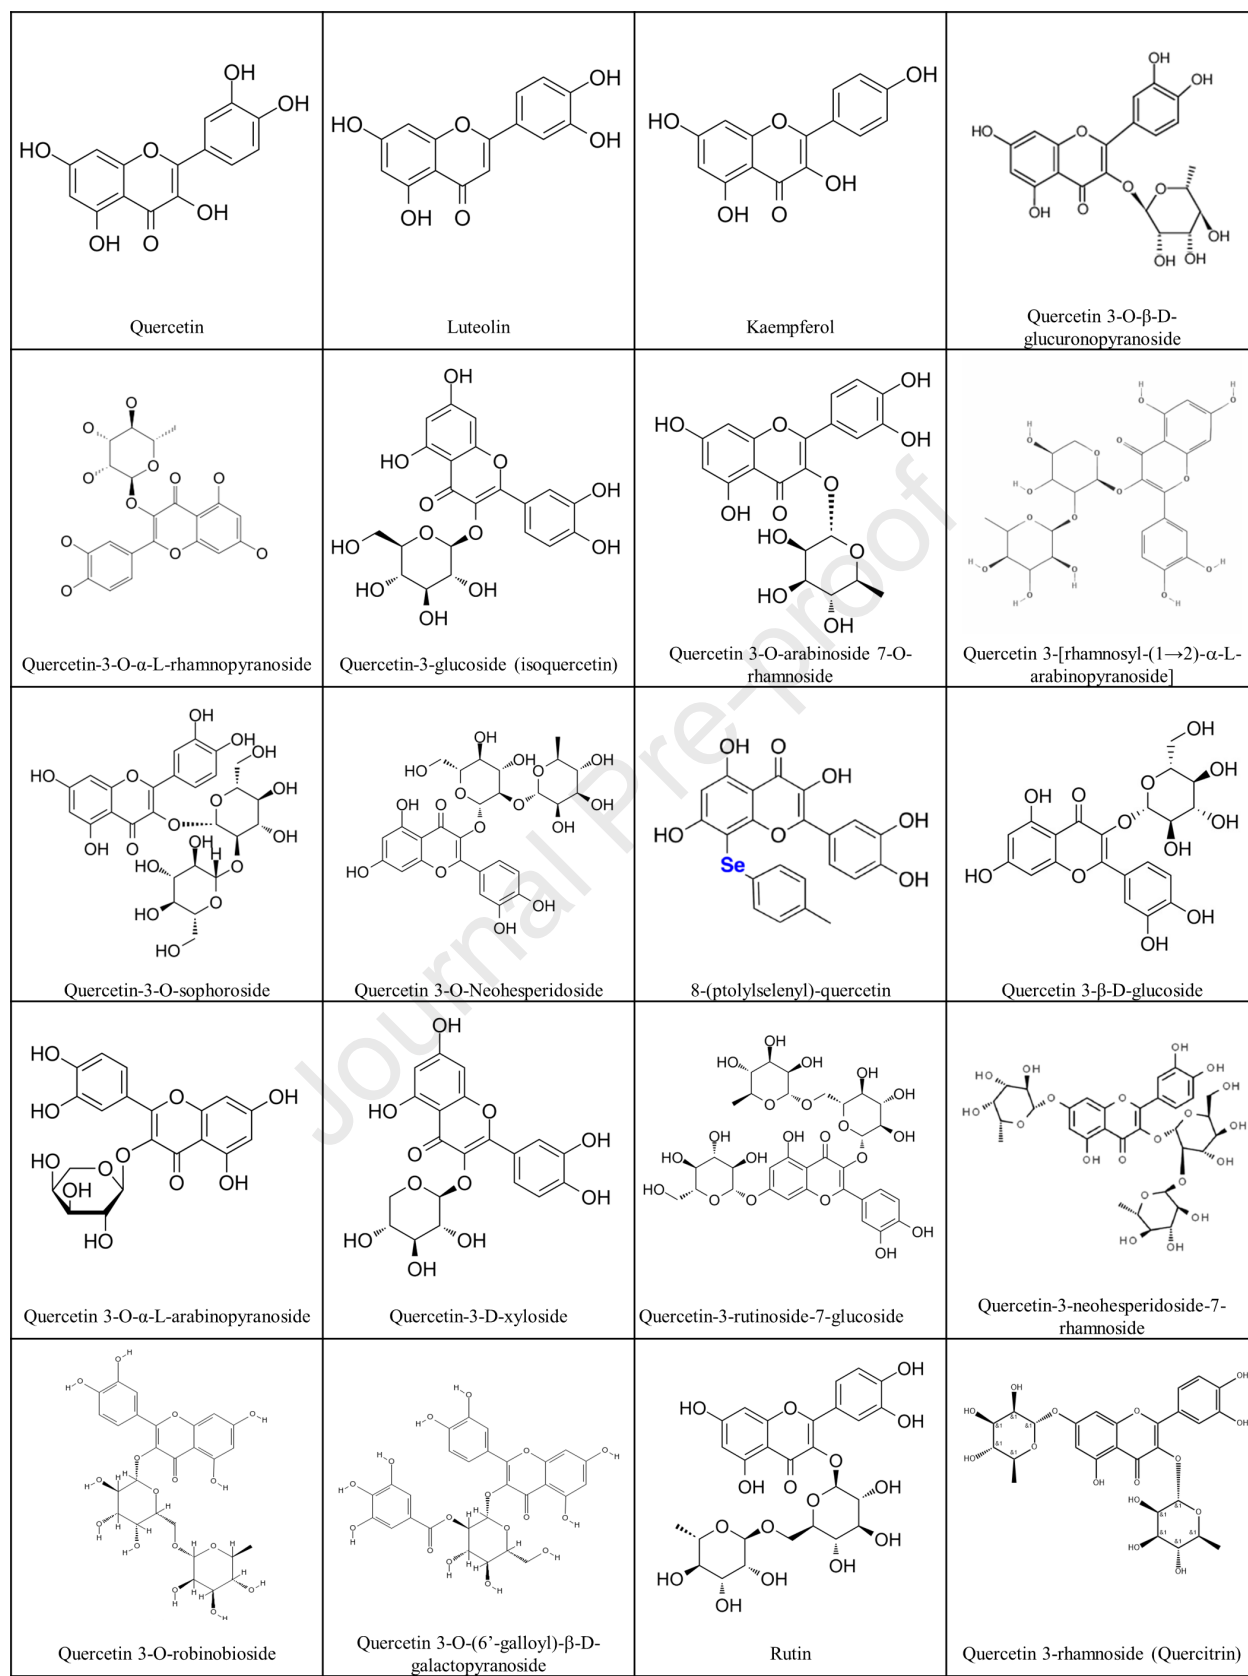 Quercetin
Luteolin
Kaempferol
Quercetin 3-O-β-D-
glucuronopyranoside
Quercetin-3-O-α-L-rhamnopyranoside
Quercetin-3-glucoside (isoquercetin)
Quercetin 3-O-arabinoside 7-O-
rhamnoside
Quercetin 3-[rhamnosyl-(1→2)-α-L-
arabinopyranoside]
Quercetin-3-O-sophoroside
Quercetin 3-O-Neohesperidoside
Se
8-(ptolylselenyl)-quercetin
Quercetin 3-β-D-glucoside
Quercetin 3-O-α-L-arabinopyranoside
Quercetin-3-D-xyloside
Quercetin-3-rutinoside-7-glucoside
Quercetin-3-neohesperidoside-7-
rhamnoside
Quercetin 3-O-robinobioside
Quercetin 3-O-(6’-galloyl)-β-D-
galactopyranoside
Rutin
Quercetin 3-rhamnoside (Quercitrin)
Journal Pre-proof